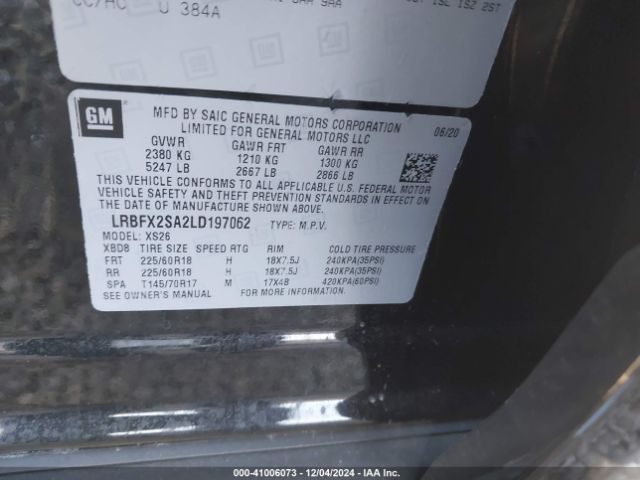 U 384A
GM
MFD BY SAIC GENERAL MOTORS CORPORATION
LIMITED FOR GENERAL MOTORS LLC
06/20
GVWR GAWR FRT GAWR RR
2380 KG 1210 KG 1300 KG
5247 LB 2667 LB 2866 LB
THIS VEHICLE CONFORMS TO ALL APPLICABLE U.S. FEDERAL MOTOR
VEHICLE SAFETY AND THEFT PREVENTION STANDARDS IN EFFECT ON
THE DATE OF MANUFACTURE SHOWN ABOVE.
LRBFX2SA2LD197062 TYPE: M.P.V.
MODEL: XS26
XBD8 TIRE SIZE SPEED RTG RIM COLD TIRE PRESSURE
FRT 225/60R18 H 18X7.5J 240KPA(35PSI)
RR 225/60R18 H 18X7.5J 240KPA(35PSI)
SPA T145/70R17 M 17X4B 420KPA(60PSI)
SEE OWNER'S MANUAL FOR ADDITIONAL INFORMATION.
000-41006073 — 12/04/2024 — IAA Inc.